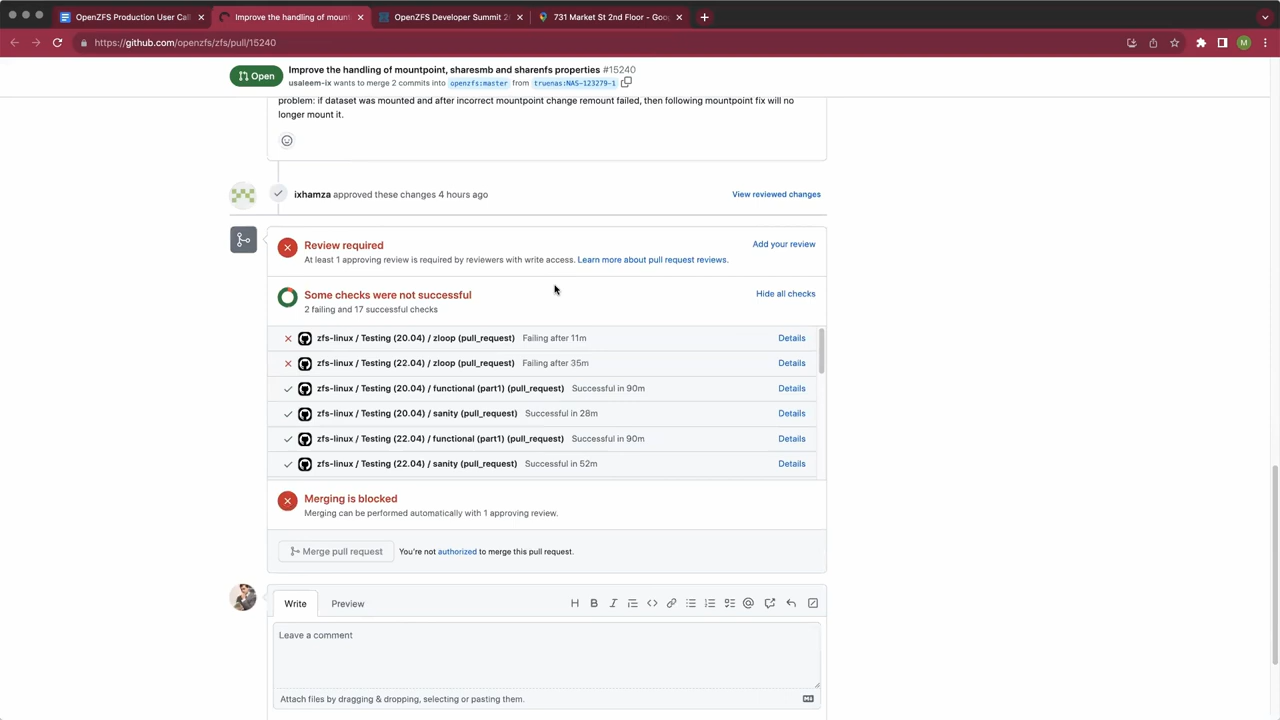 OpenZFS Production User Call
Improve the handling of moun
OpenZFS Developer Summit 2
731 Market St 2nd Floor - Goo
https://github.com/openzfs/zfs/pull/15240
M
Open
Improve the handling of mountpoint, sharesmb and sharenfs properties #15240
usaleem-ix wants to merge 2 commits into openzfs:master from truenas:NAS-123279-1
problem: if dataset was mounted and after incorrect mountpoint change remount failed, then following mountpoint fix will no
longer mount it.
ixhamza approved these changes 4 hours ago
View reviewed changes
Review required
Add your review
At least 1 approving review is required by reviewers with write access. Learn more about pull request reviews.
Some checks were not successful
Hide all checks
2 failing and 17 successful checks
zfs-linux / Testing (20.04) / zloop (pull_request) Failing after 11m Details
zfs-linux / Testing (22.04) / zloop (pull_request) Failing after 35m Details
zfs-linux / Testing (20.04) / functional (part1) (pull_request) Successful in 90m Details
zfs-linux / Testing (20.04) / sanity (pull_request) Successful in 28m Details
zfs-linux / Testing (22.04) / functional (part1) (pull_request) Successful in 90m Details
zfs-linux / Testing (22.04) / sanity (pull_request) Successful in 52m Details
Merging is blocked
Merging can be performed automatically with 1 approving review.
Merge pull request
You're not authorized to merge this pull request.
Write
Preview
Leave a comment
Attach files by dragging & dropping, selecting or pasting them.